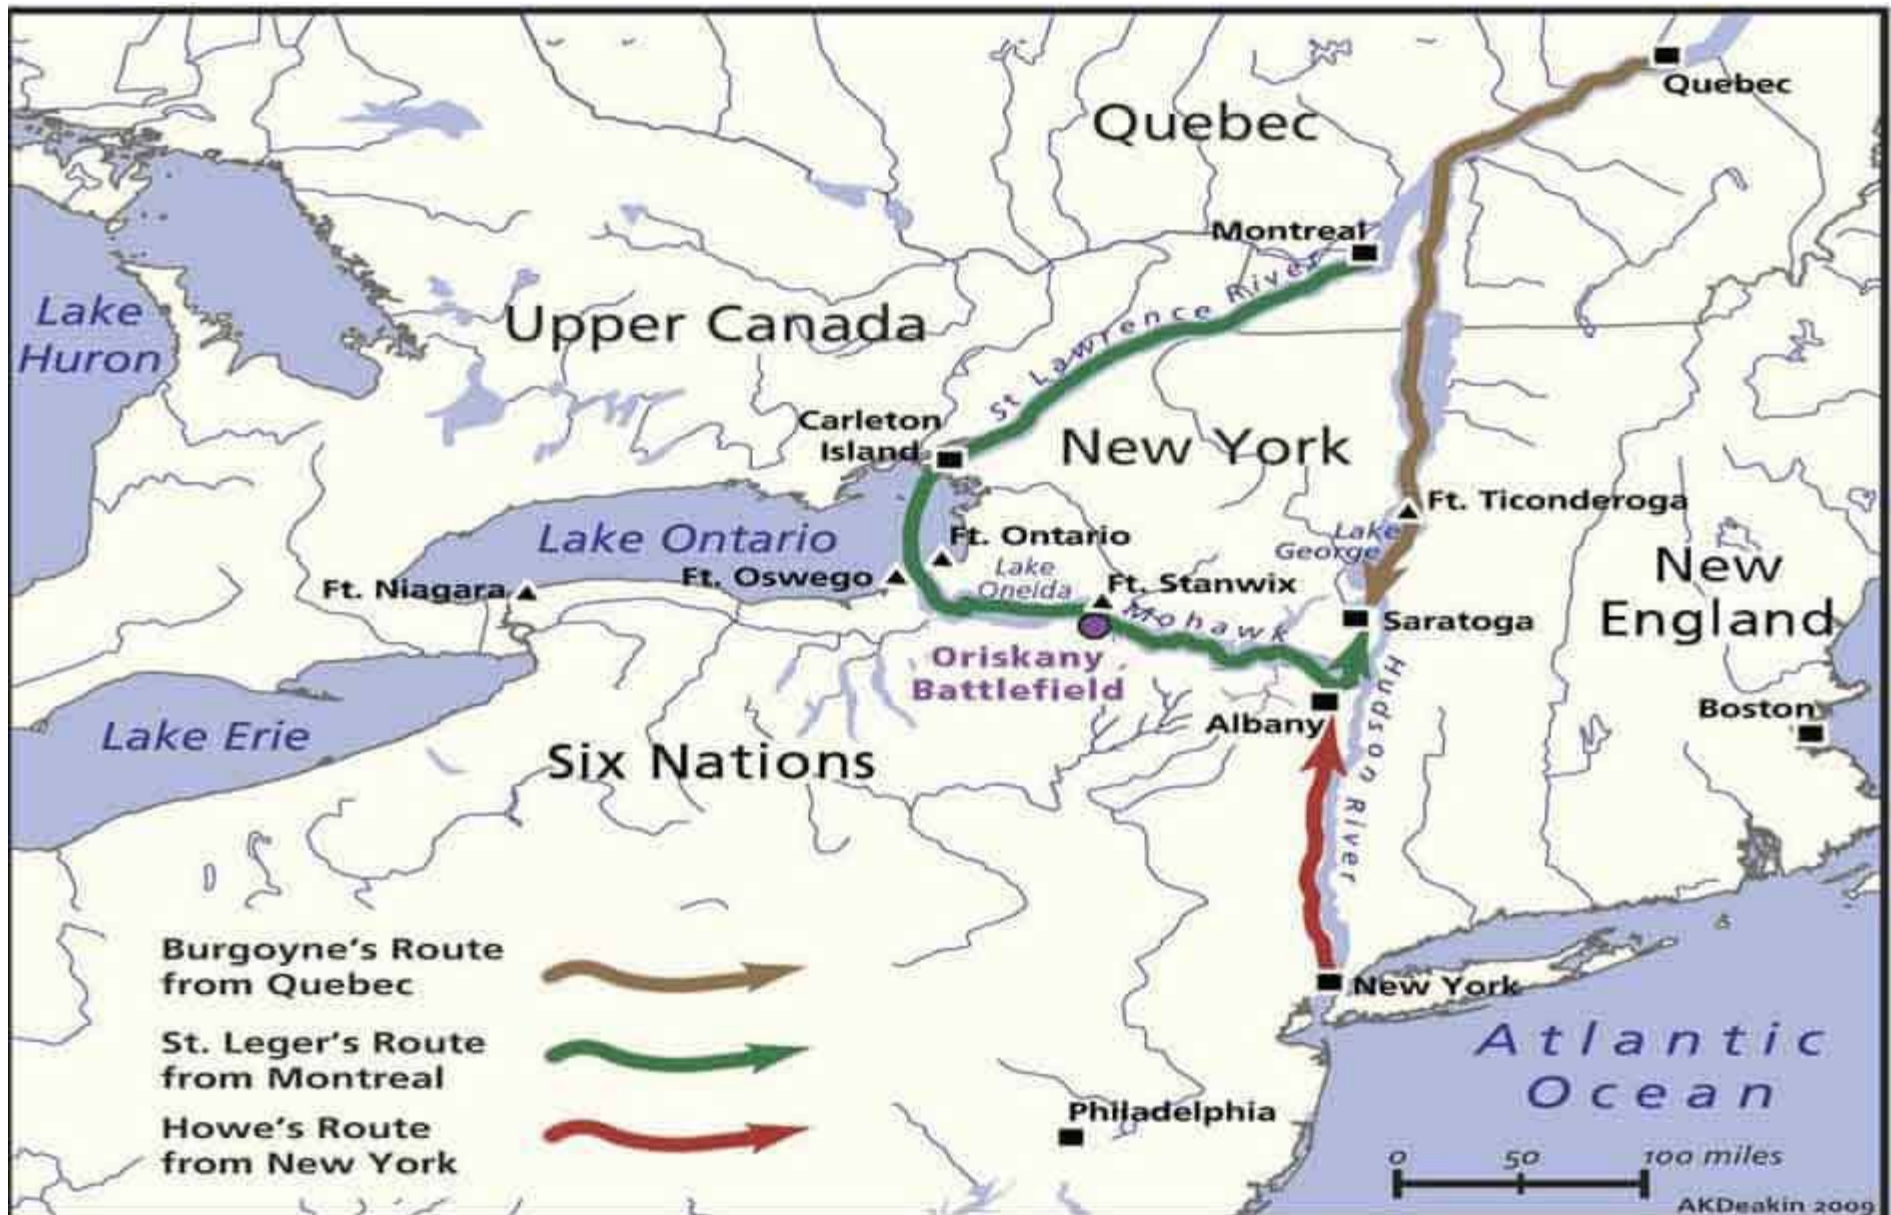 Quebec
Quebec
Montreal
St Lawrence River
Lake
Huron
Upper Canada
Carleton
Island
New York
Ft. Ticonderoga
Lake Ontario
Ft. Ontario
Lake
George
New
England
Ft. Niagara
Ft. Oswego
Lake
Oneida
Ft. Stanwix
Mohawk
Saratoga
Oriskany
Battlefield
Hudson River
Lake Erie
Six Nations
Albany
Boston
Burgoyne's Route
from Quebec
New York
St. Leger's Route
from Montreal
Atlantic
Ocean
Howe's Route
from New York
Philadelphia
0 50 100 miles
AKDeakin 2009